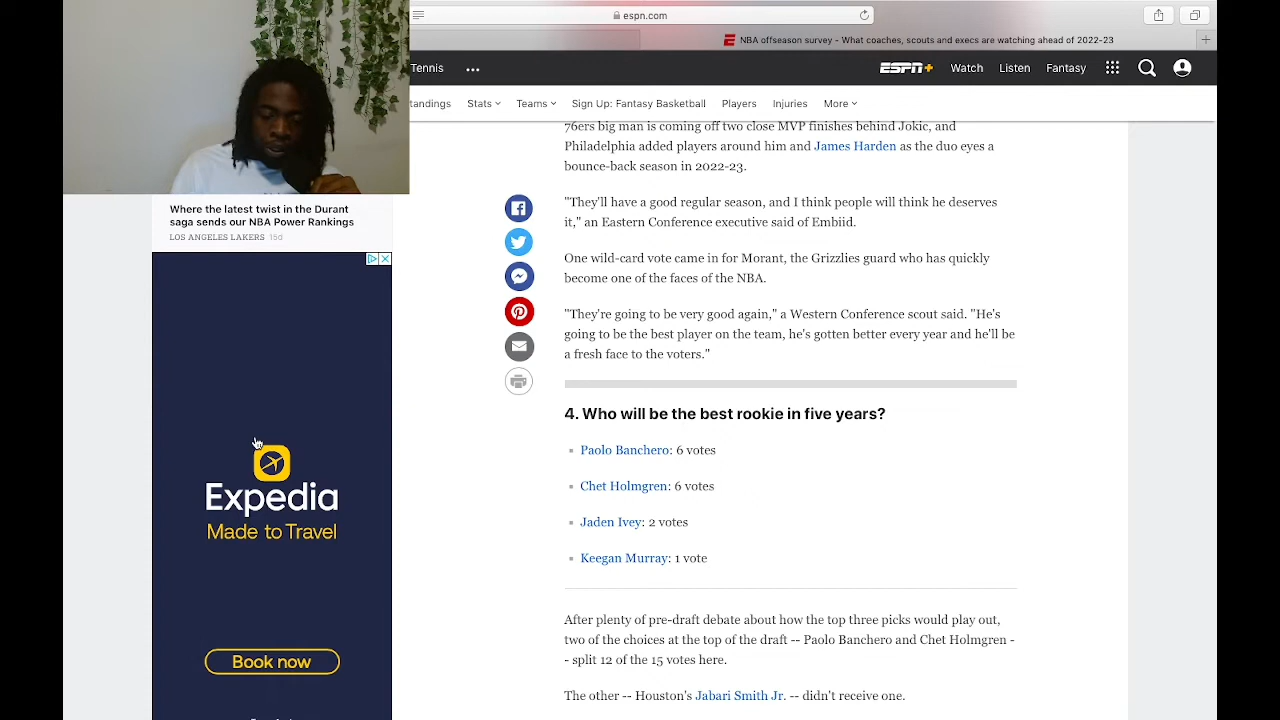 espn.com
NBA offseason survey - What coaches, scouts and execs are watching ahead of 2022-23
Tennis
ESPN+
Watch
Listen
Fantasy
tandings
Stats
Teams
Sign Up: Fantasy Basketball
Players
Injuries
More
76ers big man is coming off two close MVP finishes behind Jokic, and
Philadelphia added players around him and James Harden as the duo eyes a
bounce-back season in 2022-23.
"They'll have a good regular season, and I think people will think he deserves
it," an Eastern Conference executive said of Embiid.
One wild-card vote came in for Morant, the Grizzlies guard who has quickly
become one of the faces of the NBA.
"They're going to be very good again," a Western Conference scout said. "He's
going to be the best player on the team, he's gotten better every year and he'll be
a fresh face to the voters."
4. Who will be the best rookie in five years?
Paolo Banchero: 6 votes
Chet Holmgren: 6 votes
Jaden Ivey: 2 votes
Keegan Murray: 1 vote
After plenty of pre-draft debate about how the top three picks would play out,
two of the choices at the top of the draft -- Paolo Banchero and Chet Holmgren -
- split 12 of the 15 votes here.
The other -- Houston's Jabari Smith Jr. -- didn't receive one.
Where the latest twist in the Durant
saga sends our NBA Power Rankings
LOS ANGELES LAKERS 15d
Expedia
Made to Travel
Book now